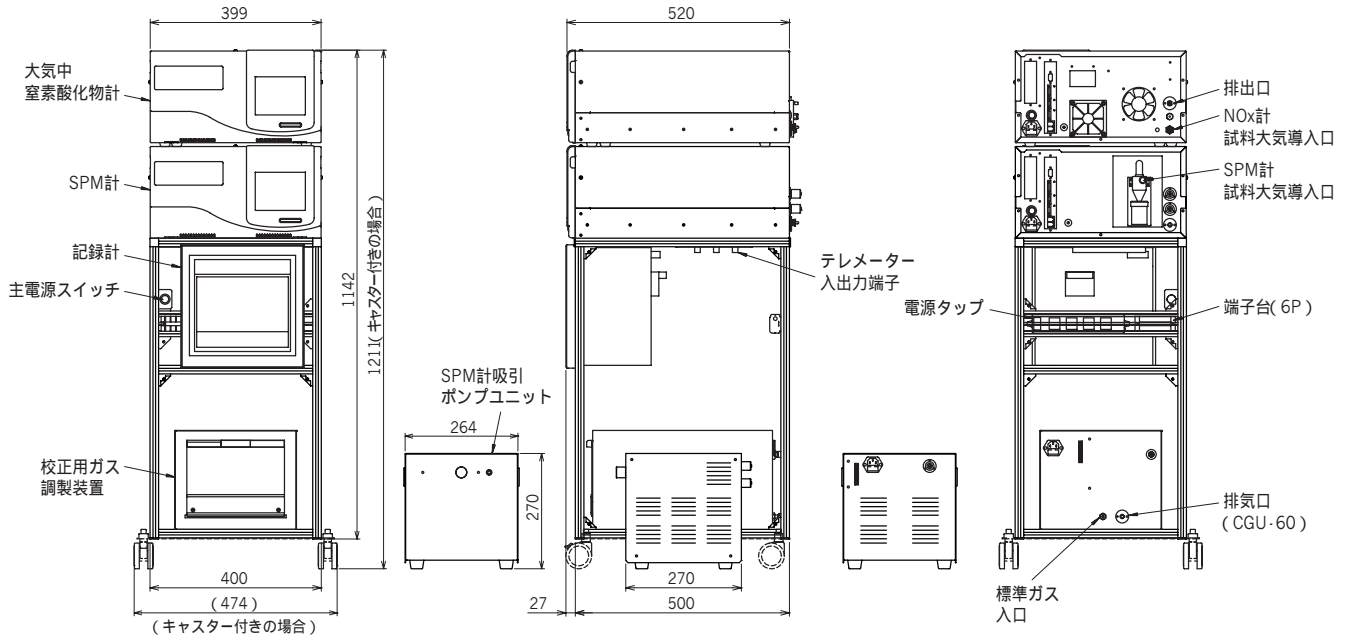 399
大気中
窒素酸化物計
SPM計
記録計
主電源スイッチ
校正用ガス
調製装置
1142
1211(キャスター付きの場合)
400
(474)
(キャスター付きの場合)
SPM計吸引
ポンプユニット
264
270
520
テレメーター
入出力端子
270
27
500
排出口
NOx計
試料大気導入口
SPM計
試料大気導入口
電源タップ
端子台(6P)
排気口
(CGU-60)
標準ガス
入口